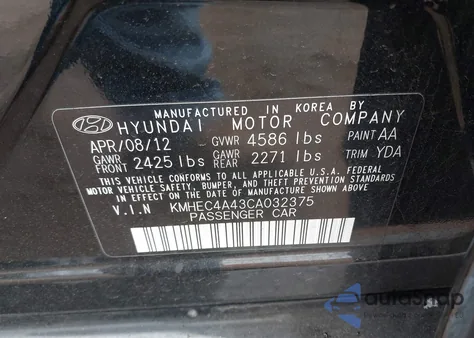 MANUFACTURED IN KOREA BY
HYUNDAI MOTOR COMPANY
APR/08/12 GVWR 4586 lbs PAINT AA
GAWR FRONT 2425 lbs GAWR REAR 2271 lbs TRIM YDA
THIS VEHICLE CONFORMS TO ALL APPLICABLE U.S.A. FEDERAL
MOTOR VEHICLE SAFETY, BUMPER, AND THEFT PREVENTION
STANDARDS IN EFFECT ON THE DATE OF MANUFACTURE SHOWN ABOVE.
V.I.N KMHEC4A43CA032375
PASSENGER CAR
autoSnap